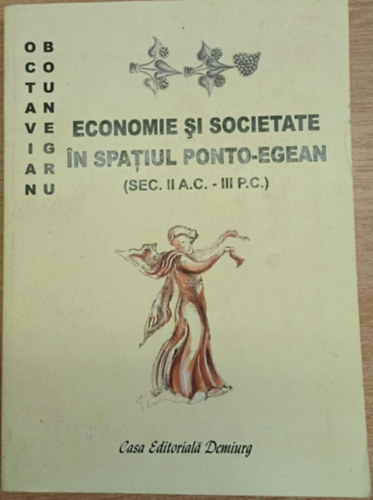 OCTAVIAN
BOUNEGRU
ECONOMIE ŞI SOCIETATE
ÎN SPAŢIUL PONTO-EGEAN
(SEC. II A.C. - III P.C.)
Casa Editorială Demiurg